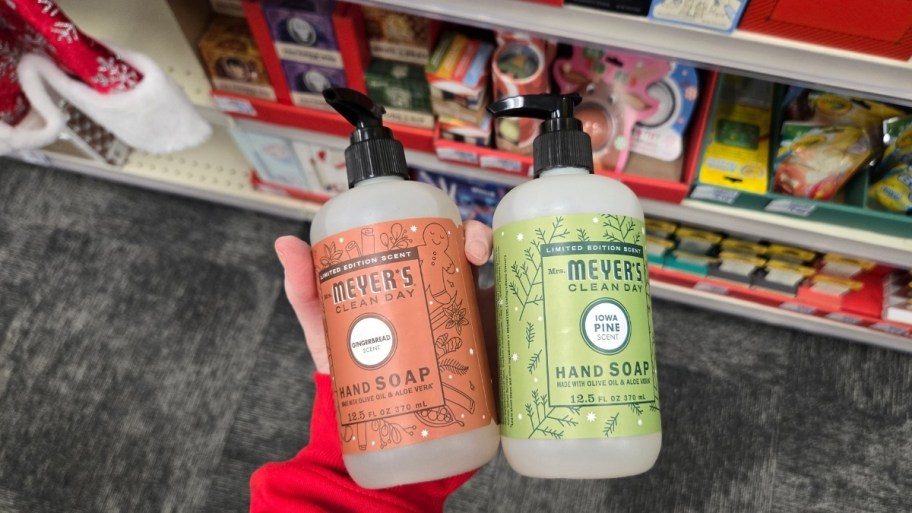 LIMITED EDITION SCENT
Mrs. MEYER'S
CLEAN DAY
GINGERBREAD
SCENT
HAND SOAP
MADE WITH OLIVE OIL & ALOE VERA
12.5 FL OZ 370 mL
LIMITED EDITION SCENT
Mrs. MEYER'S
CLEAN DAY
IOWA
PINE
SCENT
HAND SOAP
MADE WITH OLIVE OIL & ALOE VERA
12.5 FL OZ 370 mL